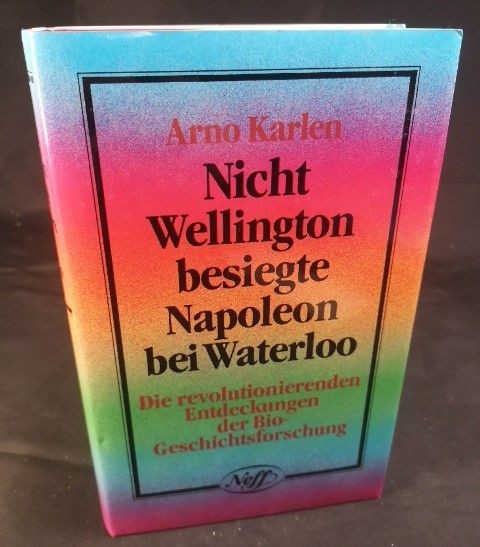 Arno Karlen
Nicht
Wellington
besiegte
Napoleon
bei Waterloo
Die revolutionierenden
Entdeckungen
der Bio-
Geschichtsforschung
Neff